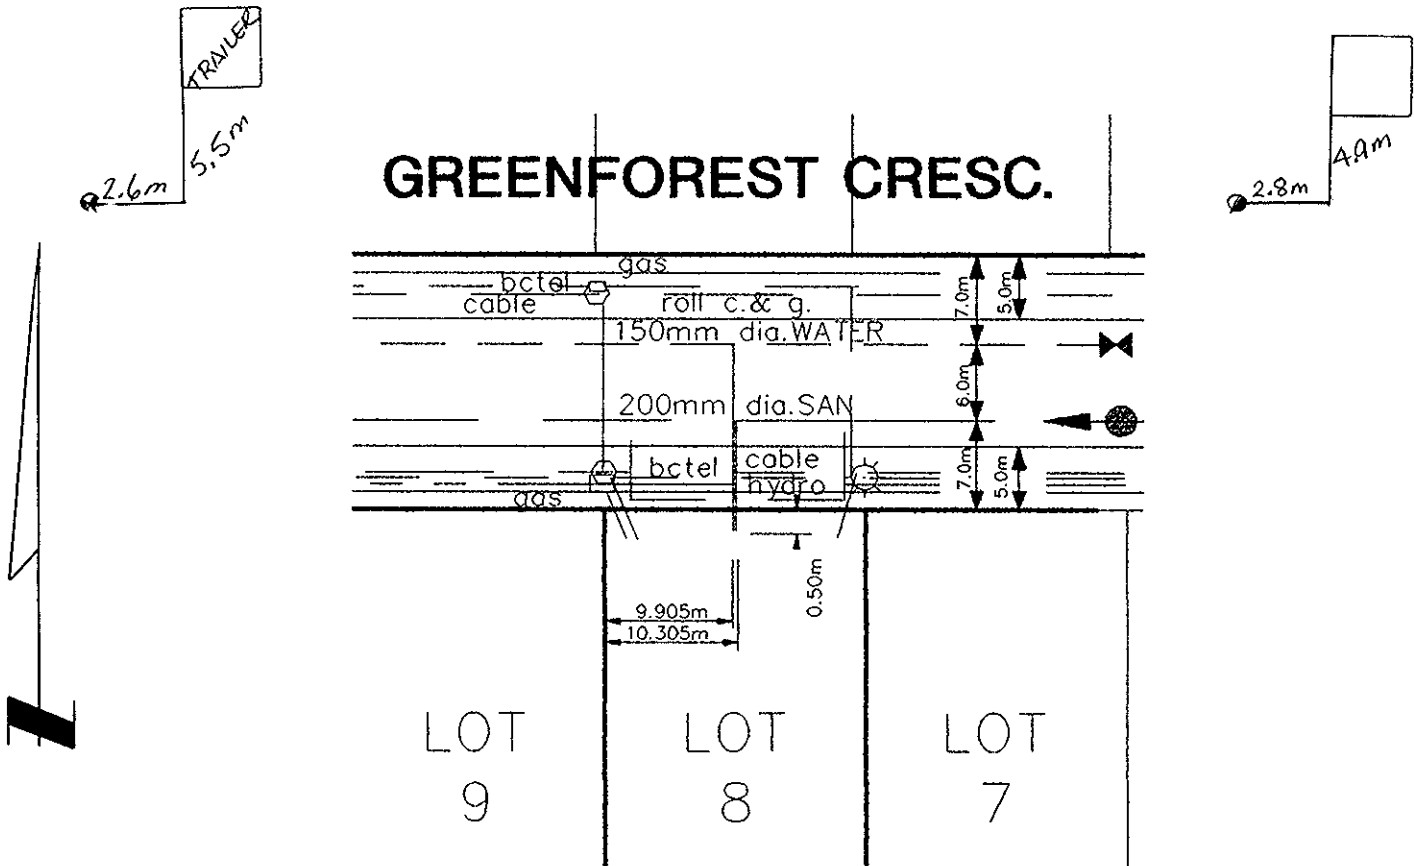 TRAILER
5.5m
2.6m
4.9m
2.8m
GREENFOREST CRESC.
gas
bctel
cable
roll c. & g.
7.0m
5.0m
150mm dia.WATER
6.0m
200mm dia.SAN
bctel
cable
hydro
gas
7.0m
5.0m
0.50m
9.905m
10.305m
LOT
9
LOT
8
LOT
7